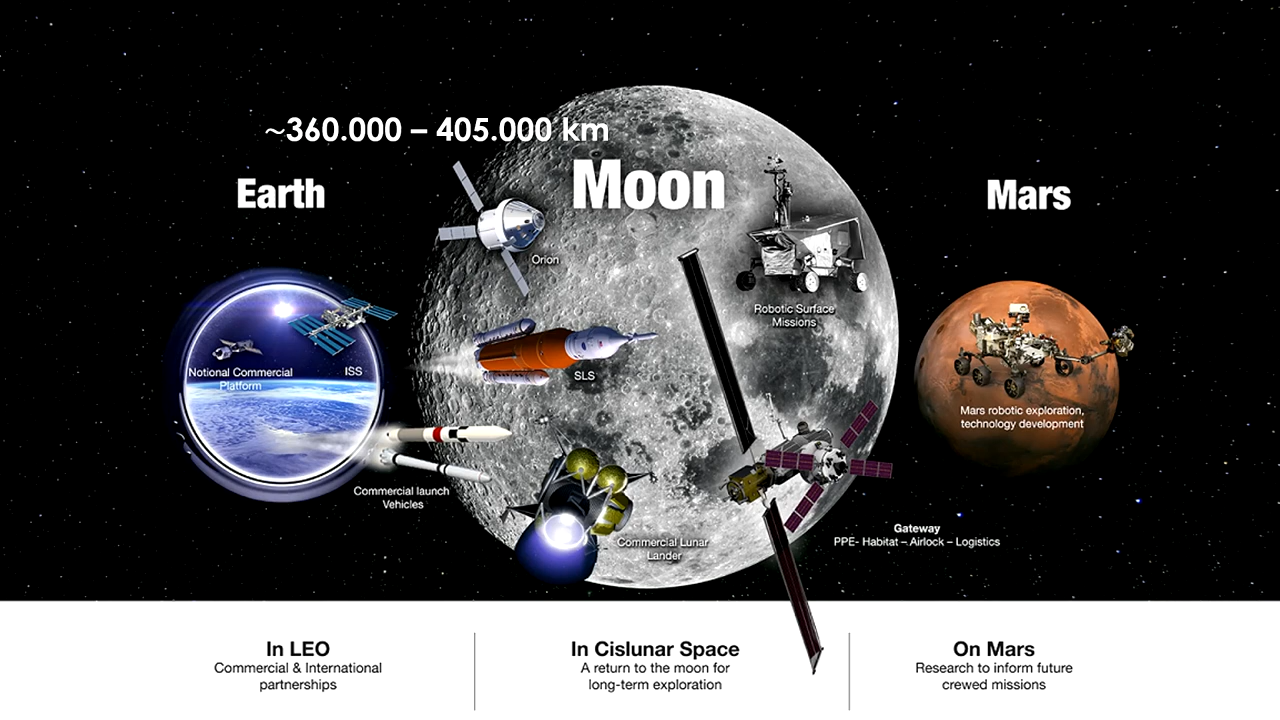 ~360.000 – 405.000 km
Earth
Moon
Mars
Orion
Robotic Surface
Missions
Notional Commercial
Platform
ISS
SLS
Mars robotic exploration,
technology development
Commercial launch
Vehicles
Commercial Lunar
Lander
Gateway
PPE- Habitat – Airlock – Logistics
In LEO
Commercial & International
partnerships
In Cislunar Space
A return to the moon for
long-term exploration
On Mars
Research to inform future
crewed missions